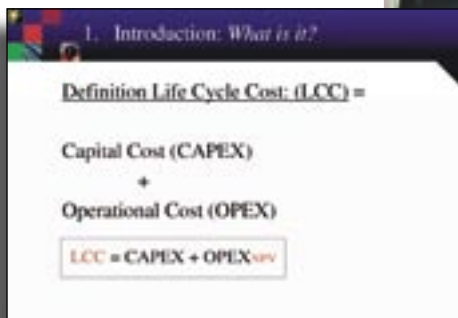 1. Introduction: What is it?
Definition Life Cycle Cost: (LCC) =
Capital Cost (CAPEX)
+
Operational Cost (OPEX)
LCC = CAPEX + OPEX